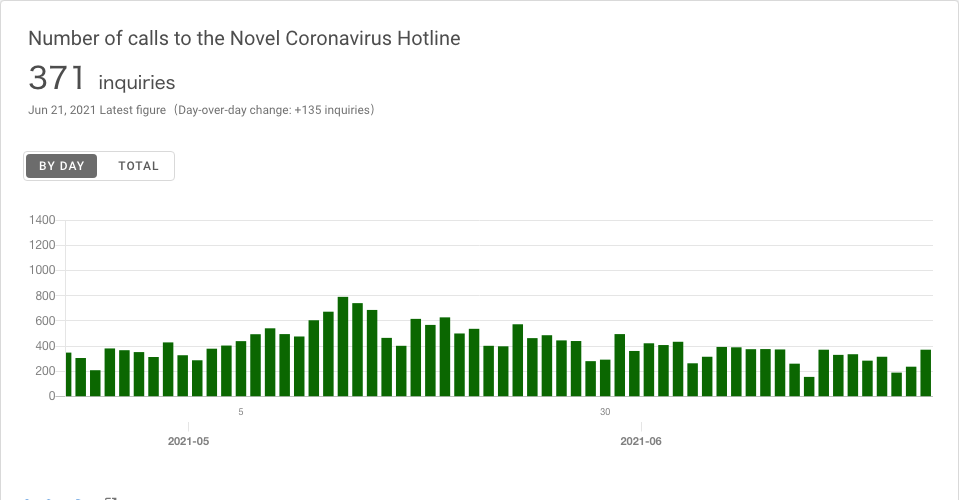 Number of calls to the Novel Coronavirus Hotline
371 inquiries
Jun 21, 2021 Latest figure（Day-over-day change: +135 inquiries）
BY DAY TOTAL
1400
1200
1000
800
600
400
200
0
5 30
2021-05 2021-06